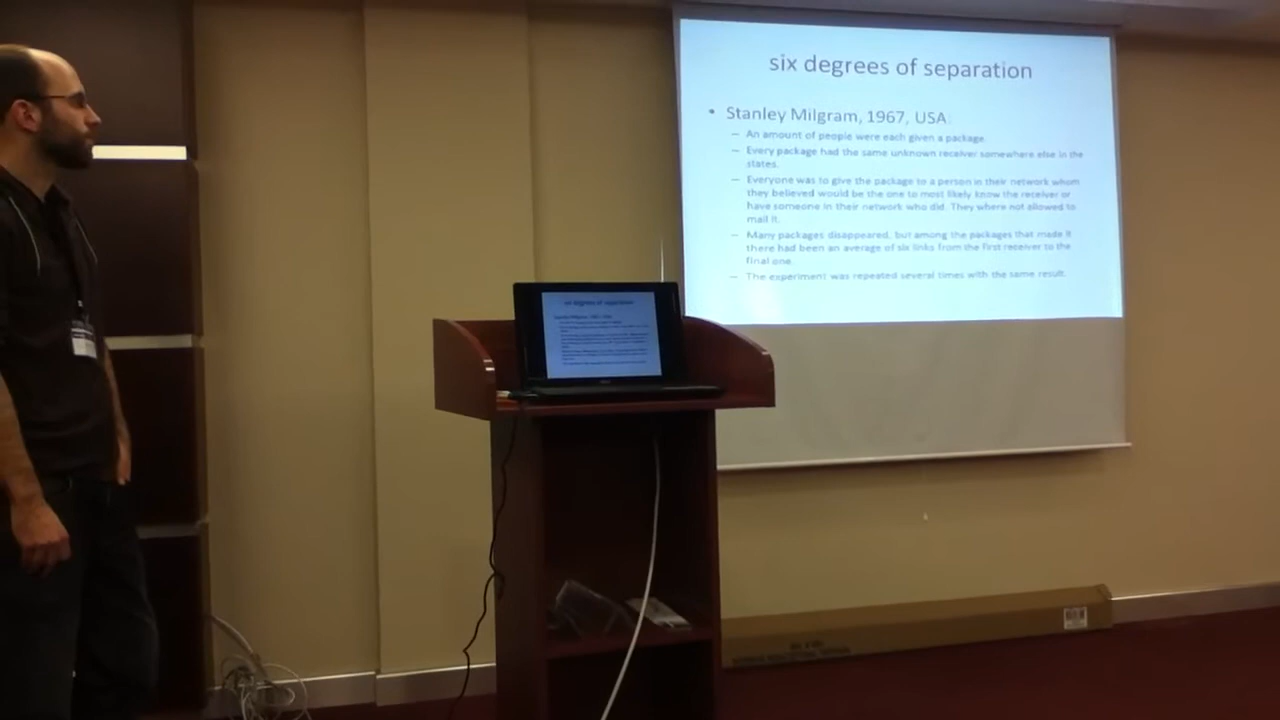 six degrees of separation
• Stanley Milgram, 1967, USA:
– An amount of people were each given a package.
– Every package had the same unknown receiver somewhere else in the
states.
– Everyone was to give the package to a person in their network whom
they believed would be the one to most likely know the receiver or
have someone in their network who did. They where not allowed to
mail it.
– Many packages disappeared, but among the packages that made it
there had been an average of six links from the first receiver to the
final one.
– The experiment was repeated several times with the same result.
six degrees of separation